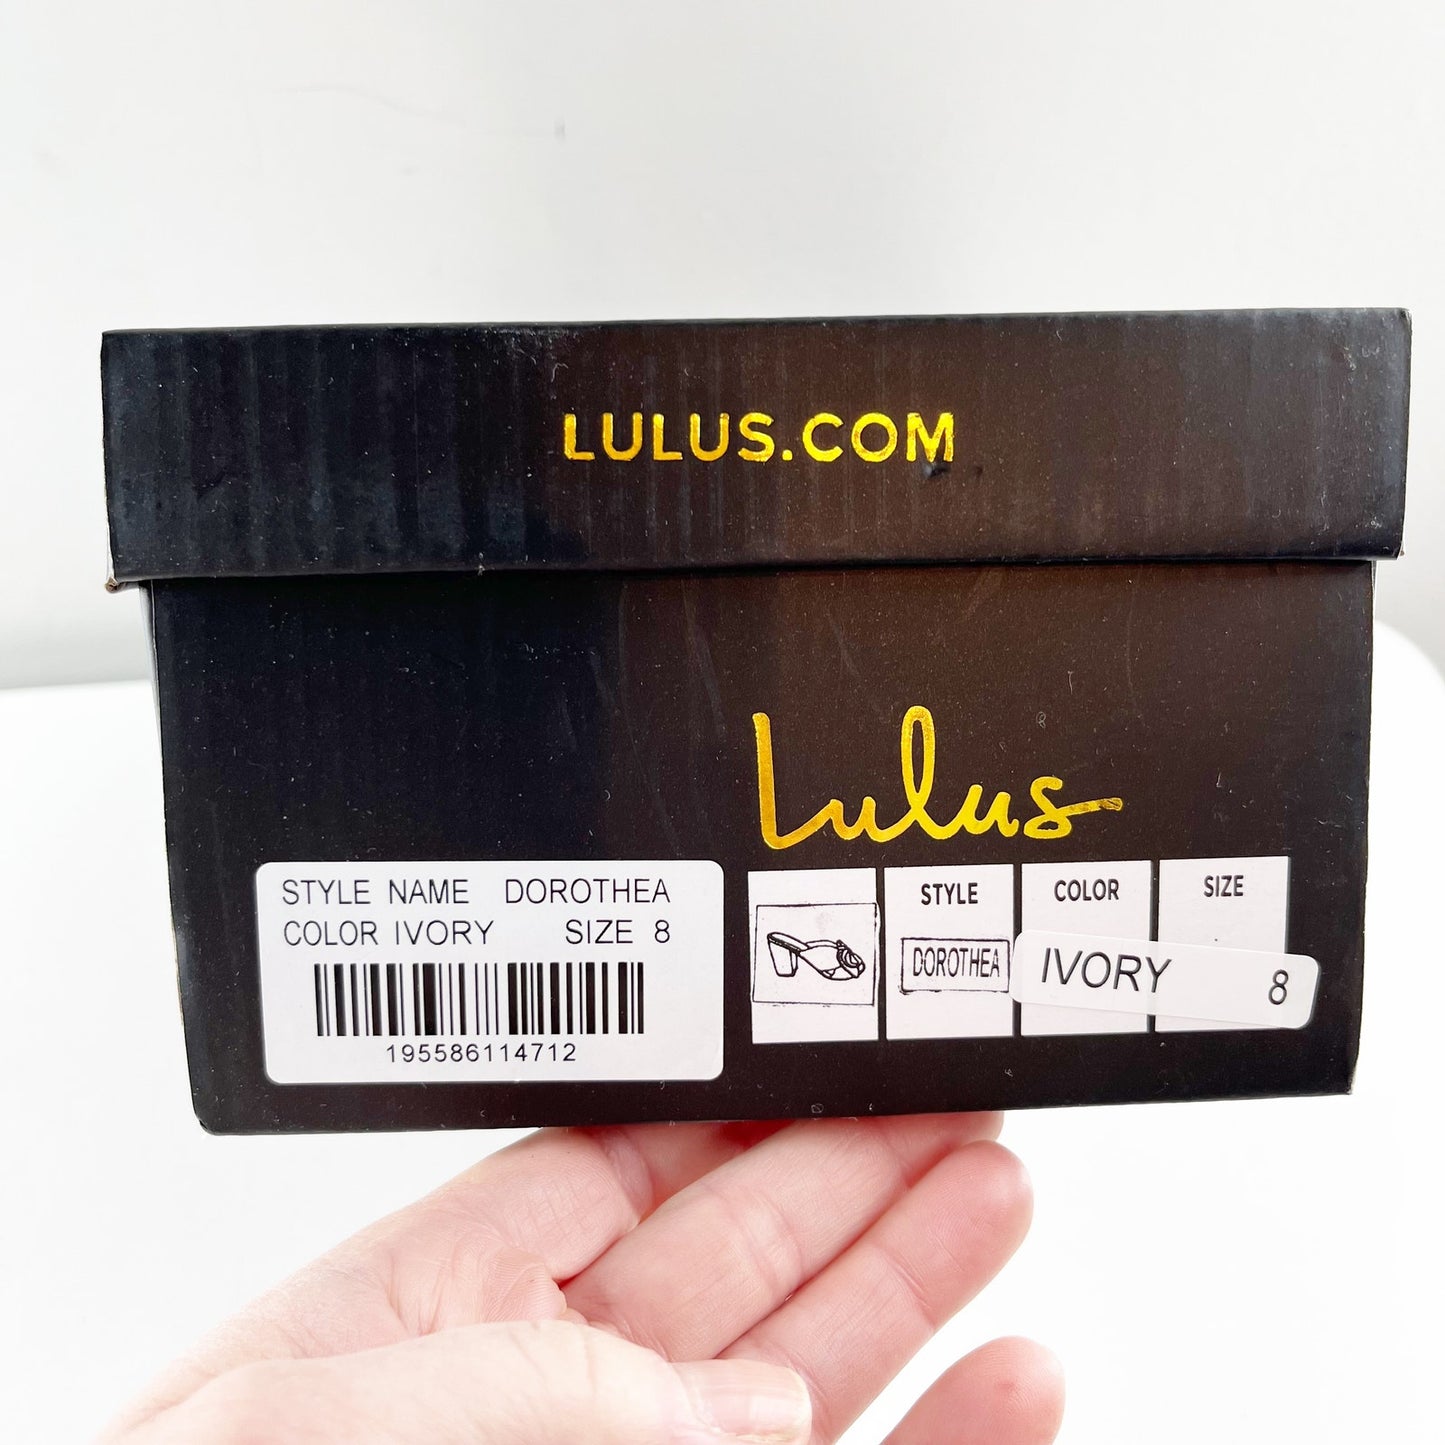 LULUS.COM
Lulus
STYLE NAME DOROTHEA
COLOR IVORY SIZE 8
195586114712
STYLE COLOR SIZE
DOROTHEA IVORY 8